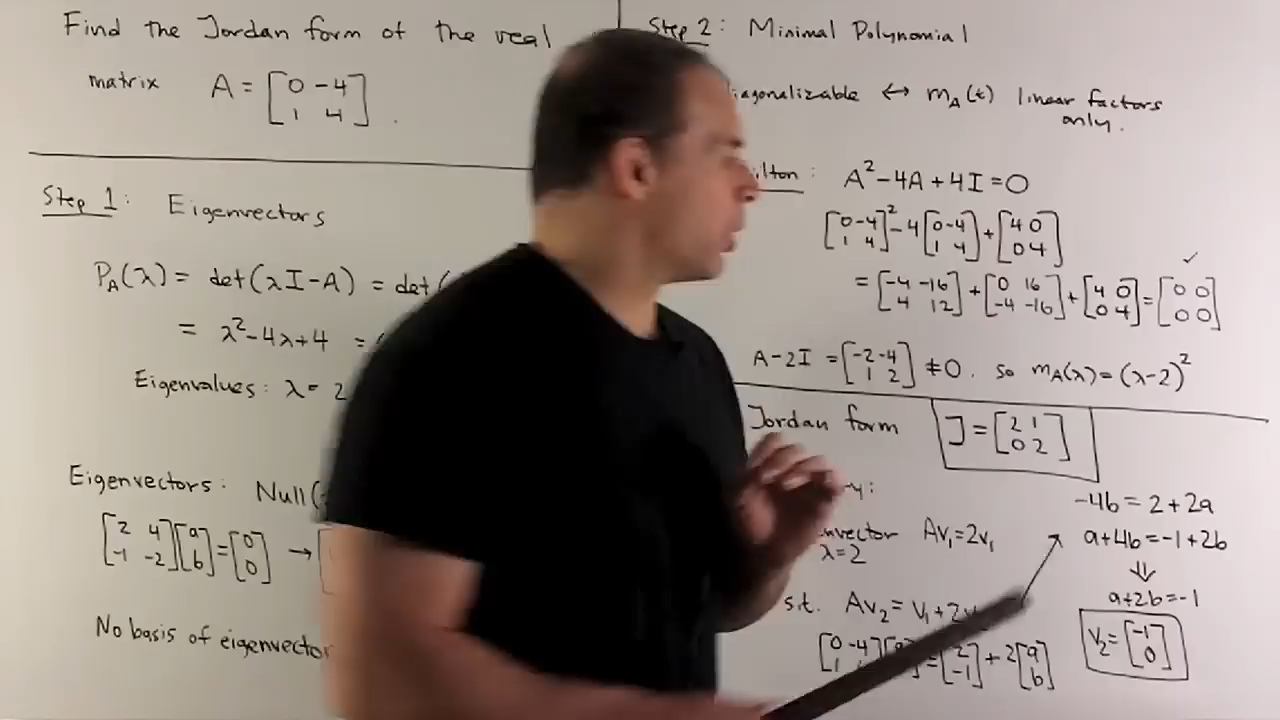 Find the Jordan form of the real
matrix A = [0 -4; 1 4].
Step 1: Eigenvectors
P_A(λ) = det(λI-A) = det(
= λ²-4λ+4 =
Eigenvalues: λ = 2
Eigenvectors: Null(
[2 4; -1 -2][a; b]=[0; 0] →
No basis of eigenvector
Step 2: Minimal Polynomial
iagonalizable ↔ m_A(t) linear factors
only.
ilton: A²-4A+4I=0
[0 -4; 1 4]²-4[0 -4; 1 4]+[4 0; 0 4]
=[-4 -16; 4 12]+[0 16; -4 -16]+[4 0; 0 4]=[0 0; 0 0] ✓
A-2I =[-2 -4; 1 2] ≠0. so m_A(λ)=(λ-2)²
Jordan form J=[2 1; 0 2]
y:
nvector Av₁=2v₁
λ=2
s.t. Av₂= v₁+2v
[0 -4; 1 =[2; -1]+2[a; b]
-4b = 2+2a
a+4b=-1+2b
⇓
a+2b=-1
v₂=[-1; 0]